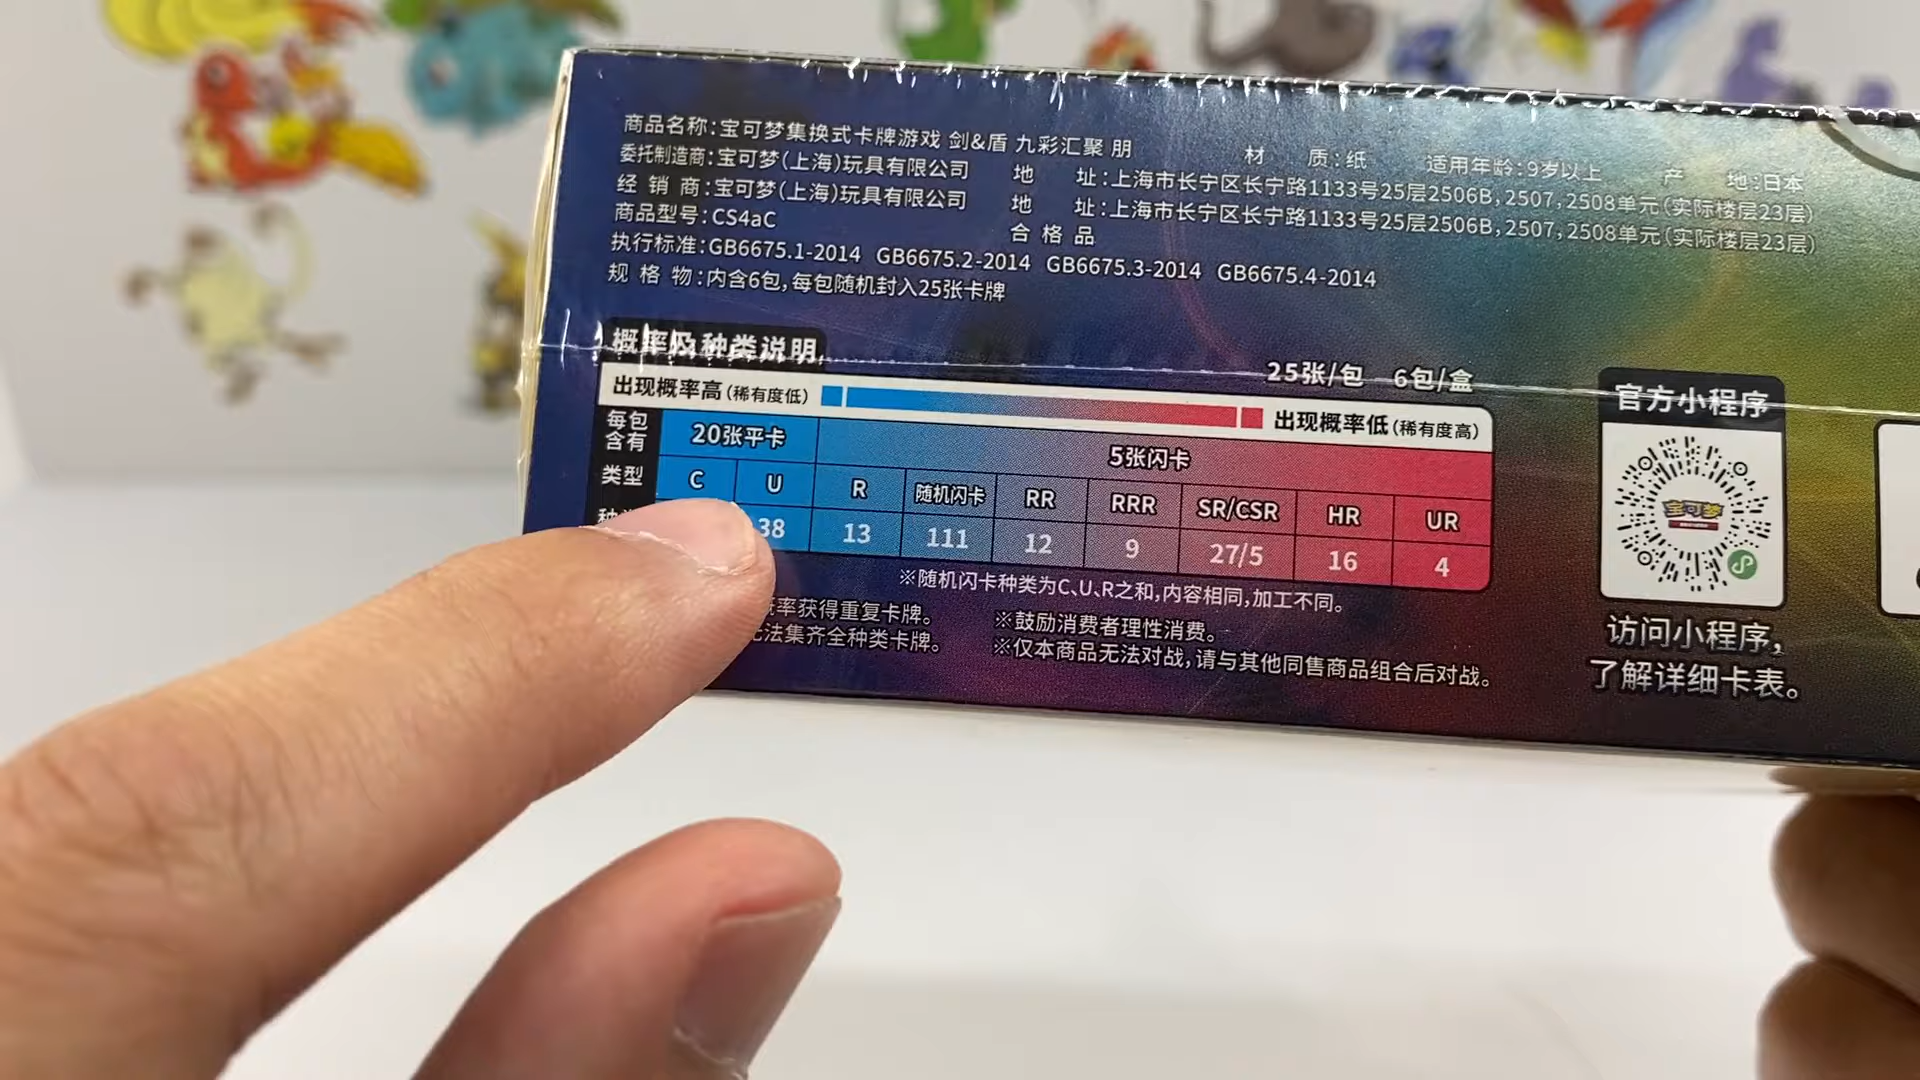 商品名称:宝可梦集换式卡牌游戏 剑&盾 九彩汇聚 朋 材 质:纸 适用年龄:9岁以上 产 地:日本
委托制造商:宝可梦(上海)玩具有限公司 地 址:上海市长宁区长宁路1133号25层2506B,2507,2508单元(实际楼层23层)
经 销 商:宝可梦(上海)玩具有限公司 地 址:上海市长宁区长宁路1133号25层2506B,2507,2508单元(实际楼层23层)
商品型号:CS4aC 合 格 品
执行标准:GB6675.1-2014 GB6675.2-2014 GB6675.3-2014 GB6675.4-2014
规 格 物:内含6包,每包随机封入25张卡牌
概率及种类说明
25张/包 6包/盒
出现概率高(稀有度低) 出现概率低(稀有度高)
每包含有 20张平卡 5张闪卡
类型 C U R 随机闪卡 RR RRR SR/CSR HR UR
38 13 111 12 9 27/5 16 4
※随机闪卡种类为C、U、R之和,内容相同,加工不同。
率获得重复卡牌。 ※鼓励消费者理性消费。
法集齐全种类卡牌。 ※仅本商品无法对战,请与其他同售商品组合后对战。
官方小程序
宝可梦
访问小程序,
了解详细卡表。